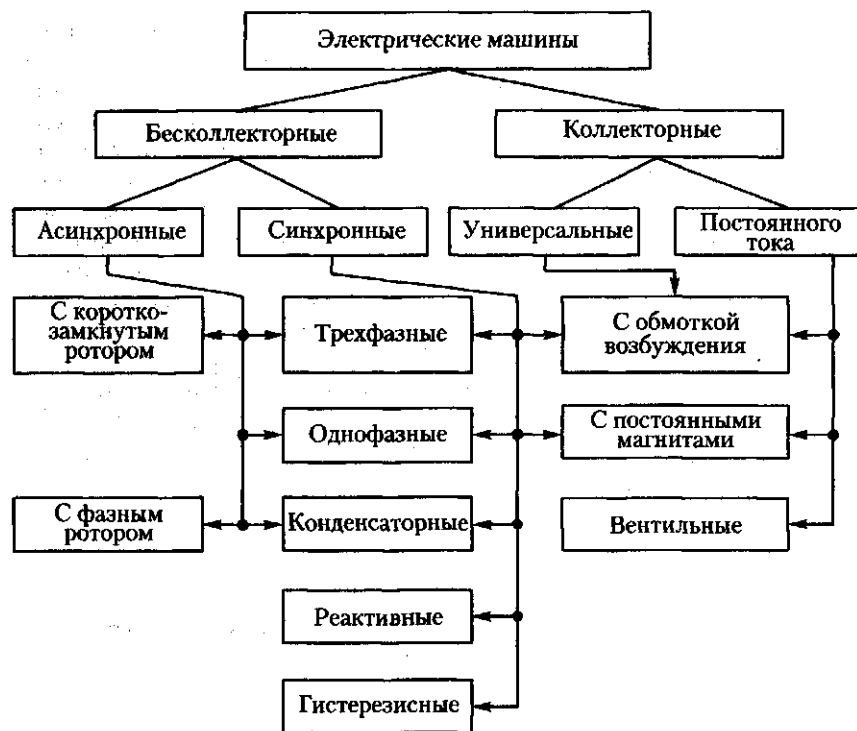 Электрические машины
Бесколлекторные
Коллекторные
Асинхронные
Синхронные
Универсальные
Постоянного
тока
С коротко-
замкнутым
ротором
Трехфазные
С обмоткой
возбуждения
Однофазные
С постоянными
магнитами
С фазным
ротором
Конденсаторные
Вентильные
Реактивные
Гистерезисные